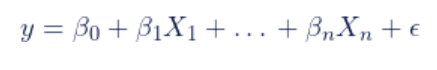 y = β₀ + β₁X₁ + . . . + βₙXₙ + ϵ